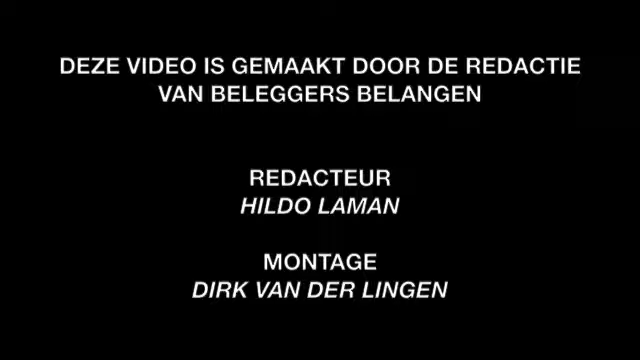 DEZE VIDEO IS GEMAAKT DOOR DE REDACTIE
VAN BELEGGERS BELANGEN
REDACTEUR
HILDO LAMAN
MONTAGE
DIRK VAN DER LINGEN